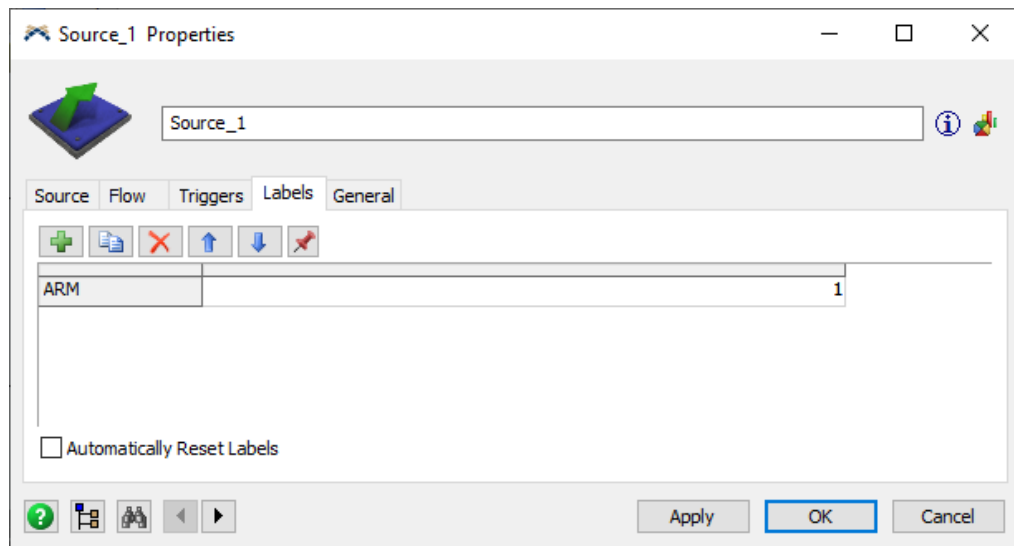 Source_1 Properties
Source_1
Source Flow Triggers Labels General
ARM 1
Automatically Reset Labels
Apply OK Cancel